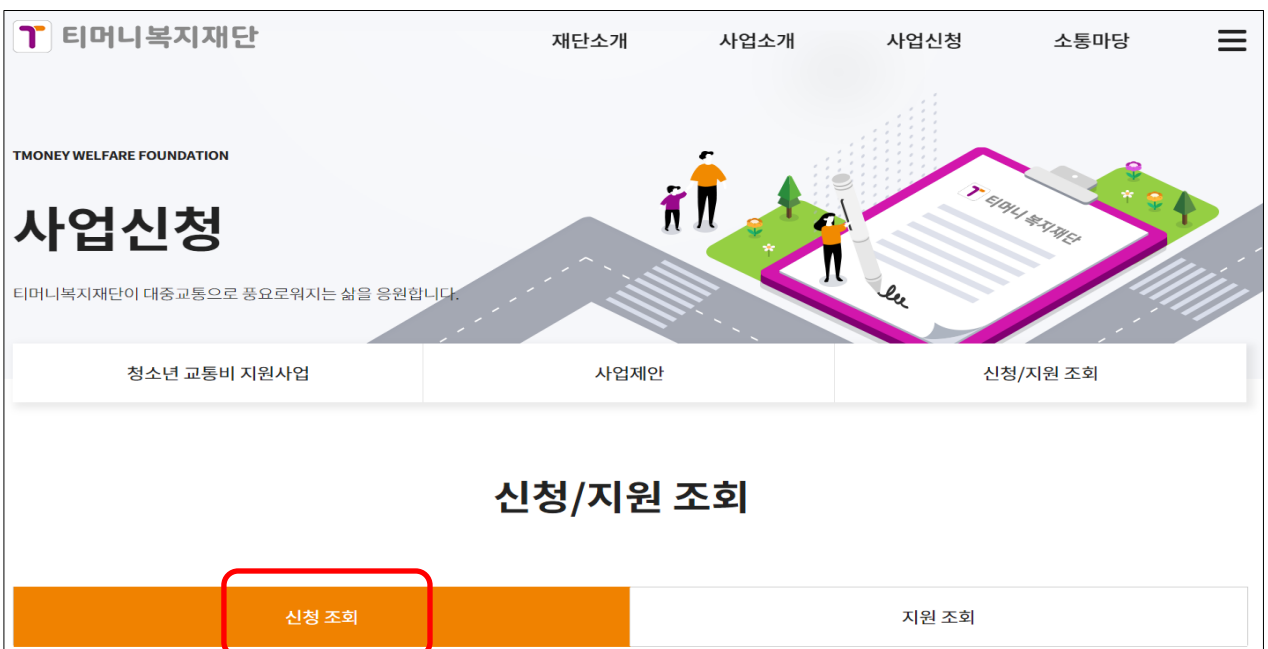 티머니복지재단
재단소개 사업소개 사업신청 소통마당
TMONEY WELFARE FOUNDATION
사업신청
티머니복지재단이 대중교통으로 풍요로워지는 삶을 응원합니다.
티머니 복지재단
청소년 교통비 지원사업 사업제안 신청/지원 조회
신청/지원 조회
신청 조회 지원 조회